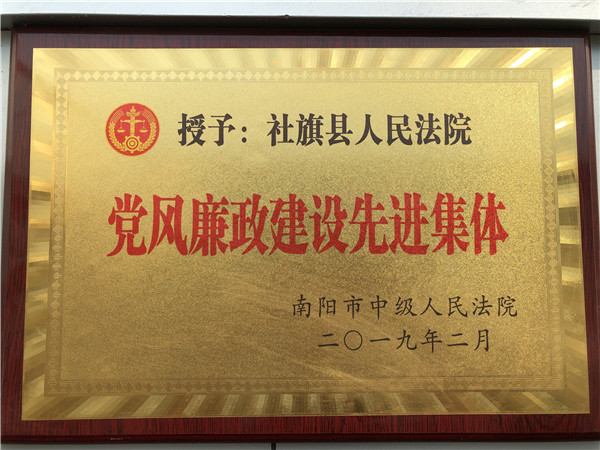 授予：社旗县人民法院
党风廉政建设先进集体
南阳市中级人民法院
二〇一九年二月